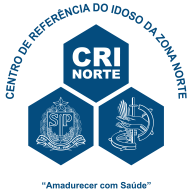 CENTRO DE REFERÊNCIA DO IDOSO DA ZONA NORTE
CRI
NORTE
SP
“Amadurecer com Saúde”